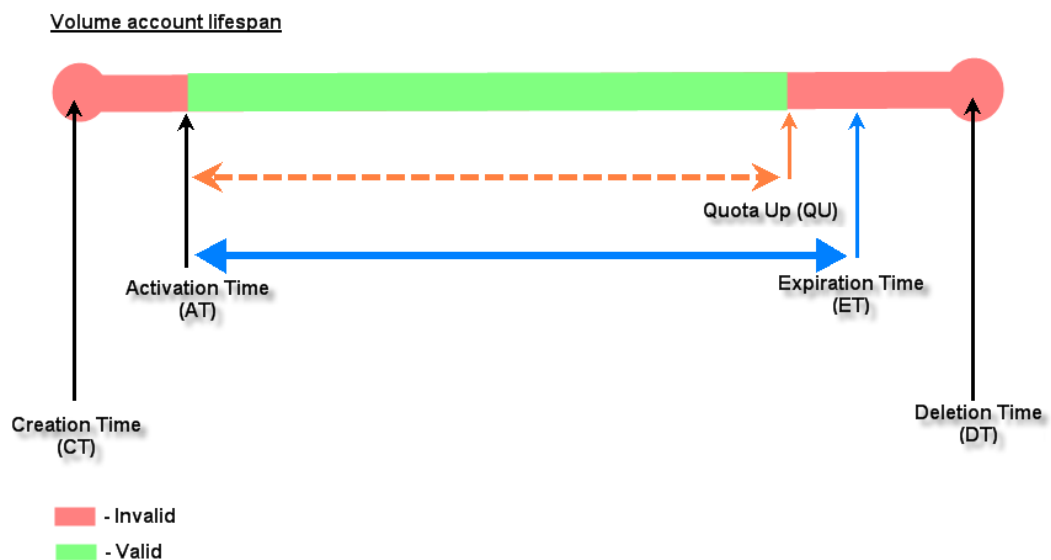 Volume account lifespan
Quota Up (QU)
Activation Time
(AT)
Expiration Time
(ET)
Creation Time
(CT)
Deletion Time
(DT)
- Invalid
- Valid